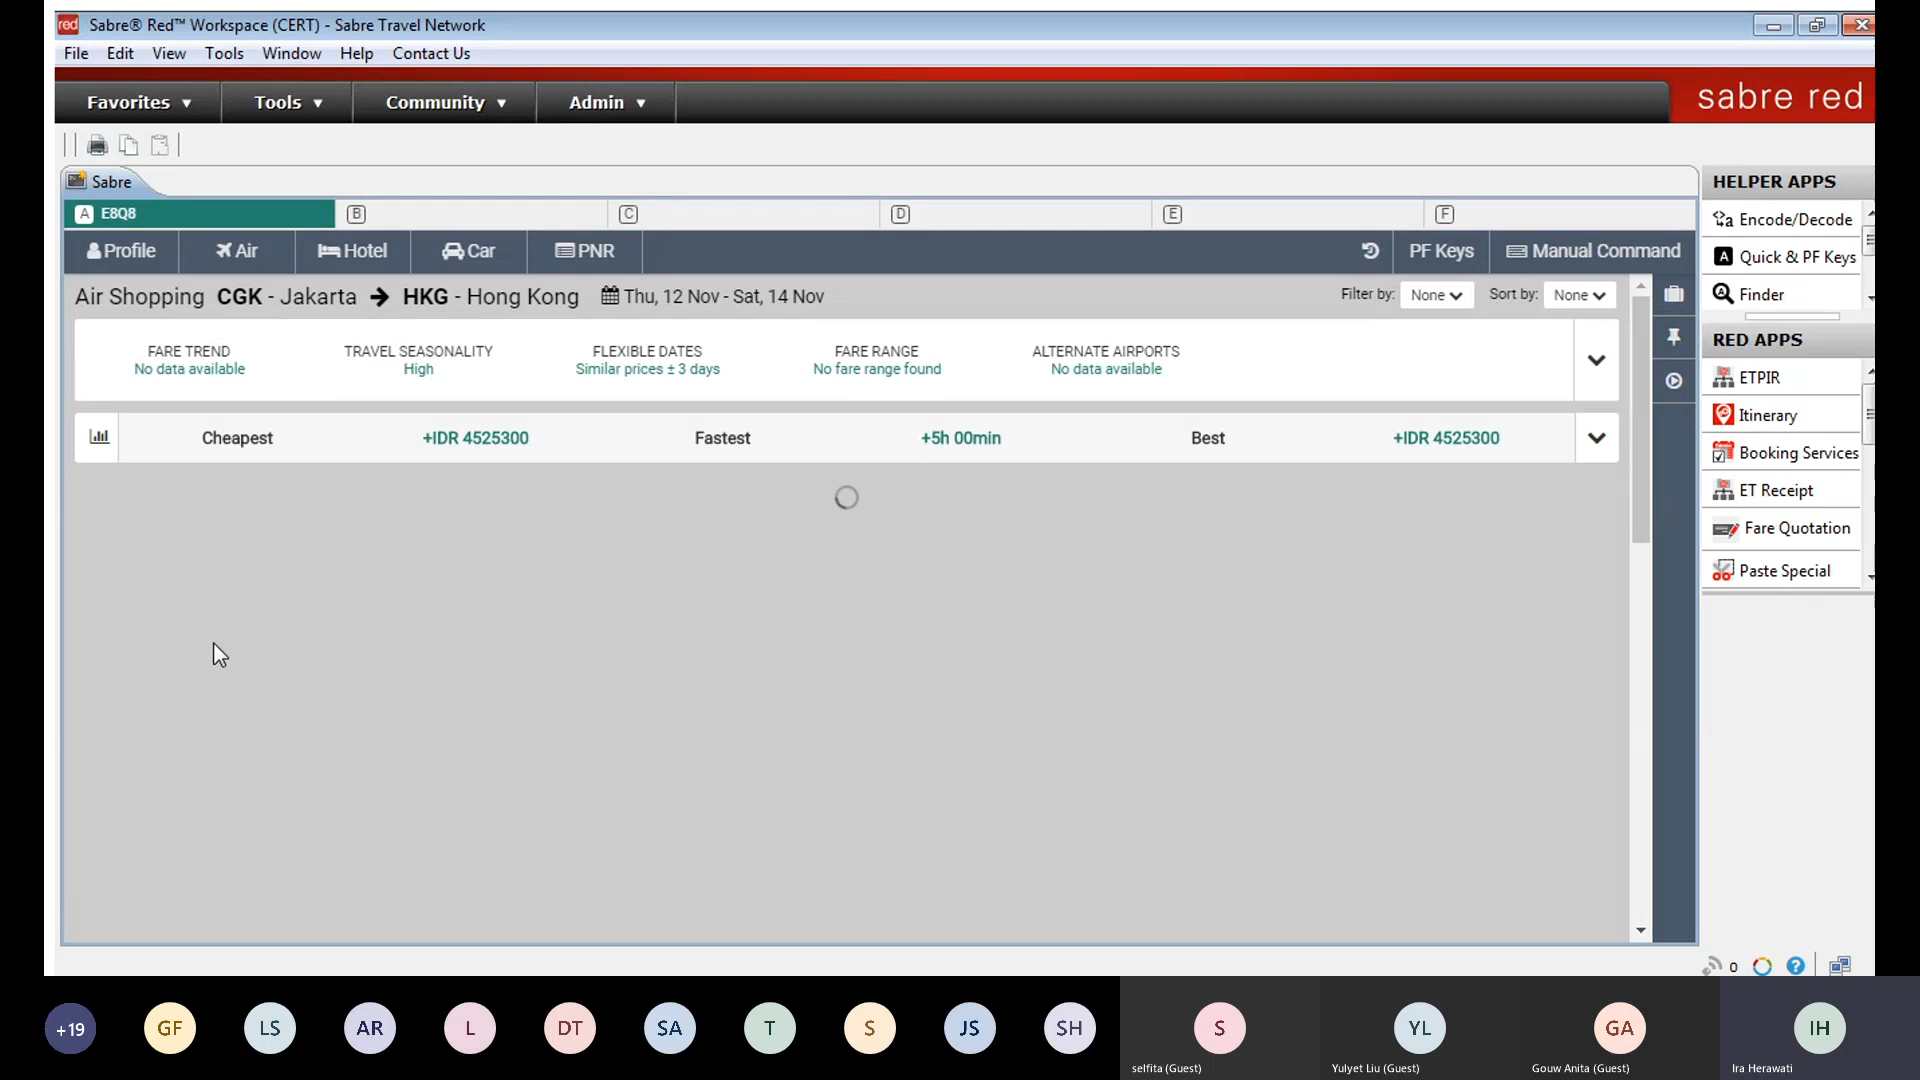 red Sabre® Red™ Workspace (CERT) - Sabre Travel Network
File Edit View Tools Window Help Contact Us
Favorites ▼ Tools ▼ Community ▼ Admin ▼ sabre red
Sabre
A E8Q8 B C D E F
Profile Air Hotel Car PNR PF Keys Manual Command
Air Shopping CGK - Jakarta → HKG - Hong Kong Thu, 12 Nov - Sat, 14 Nov Filter by: None Sort by: None
FARE TREND TRAVEL SEASONALITY FLEXIBLE DATES FARE RANGE ALTERNATE AIRPORTS
No data available High Similar prices ± 3 days No fare range found No data available
Cheapest +IDR 4525300 Fastest +5h 00min Best +IDR 4525300
HELPER APPS
Encode/Decode
A Quick & PF Keys
Finder
RED APPS
ETPIR
Itinerary
Booking Services
ET Receipt
Fare Quotation
Paste Special
0 ?
+19 GF LS AR L DT SA T S JS SH S YL GA IH
selfita (Guest) Yulyet Liu (Guest) Gouw Anita (Guest) Ira Herawati